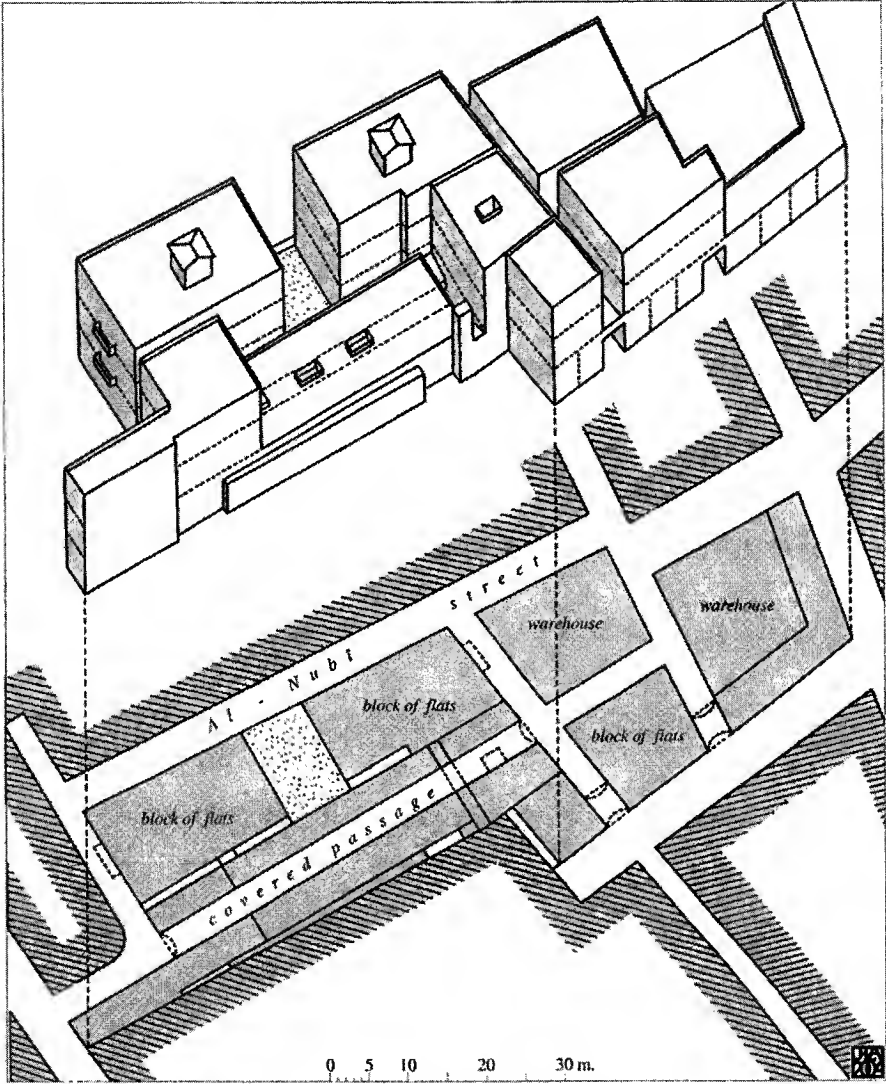 street
warehouse
warehouse
Al - Nubi
block of flats
block of flats
block of flats
covered passage
0 5 10 20 30 m.